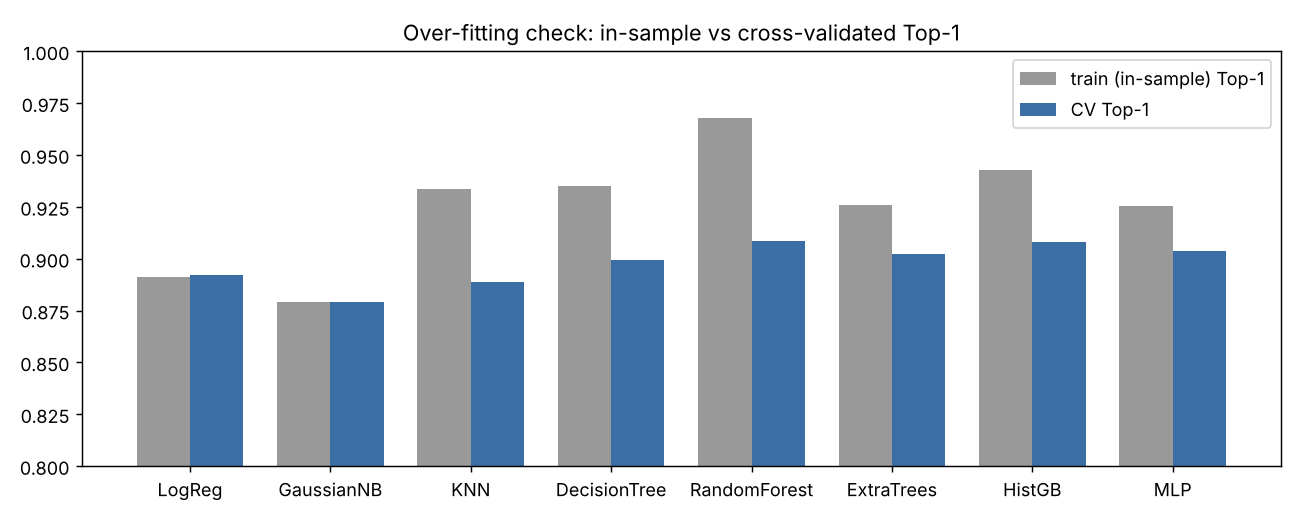 Over-fitting check: in-sample vs cross-validated Top-1
1.000
0.975
0.950
0.925
0.900
0.875
0.850
0.825
0.800
train (in-sample) Top-1
CV Top-1
LogReg GaussianNB KNN DecisionTree RandomForest ExtraTrees HistGB MLP